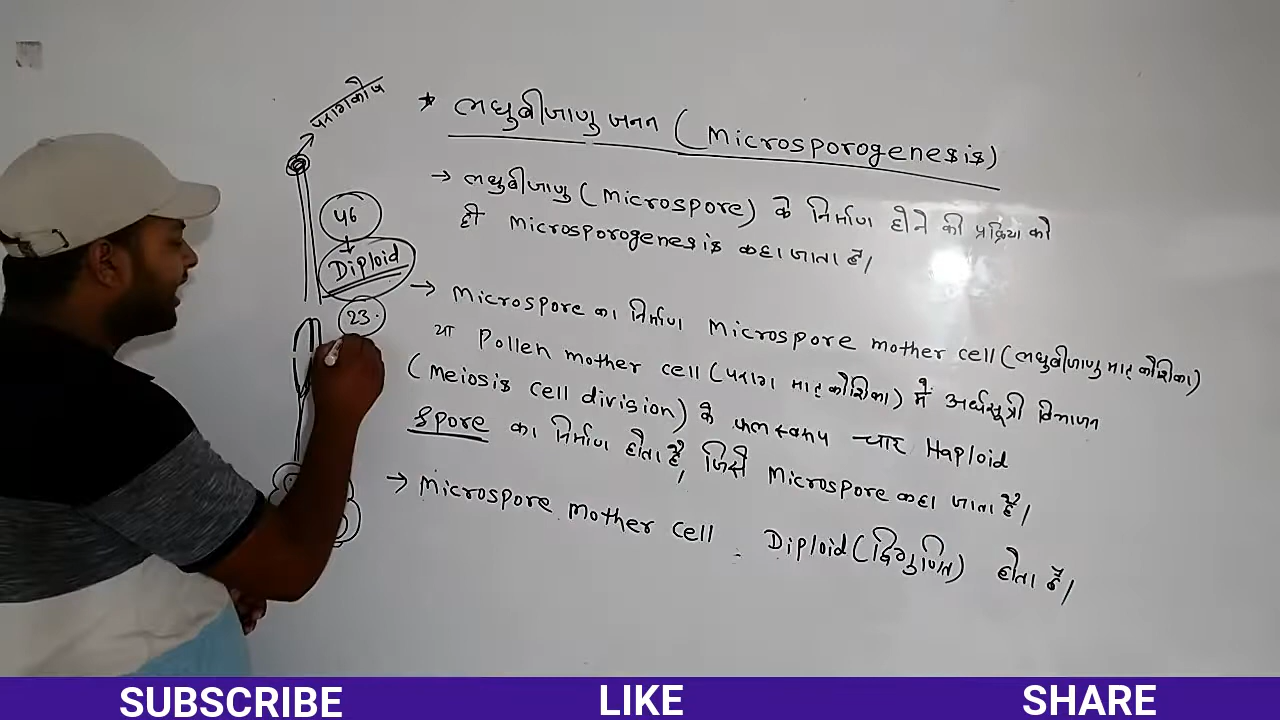 परागकोष
* लघुबीजाणु जनन (Microsporogenesis)
→ लघुबीजाणु (Microspore) के निर्माण होने की प्रक्रिया को
ही Microsporogenesis कहा जाता है।
46
Diploid
23
→ Microspore का निर्माण Microspore mother cell (लघुबीजाणु मातृ कोशिका)
या Pollen mother cell (पराग मातृ कोशिका) में अर्धसूत्री विभाजन
(Meiosis cell division) के फलस्वरूप चार Haploid
Spore का निर्माण होता है, जिसे Microspore कहा जाता है।
→ Microspore mother cell Diploid (द्विगुणित) होता है।
SUBSCRIBE LIKE SHARE